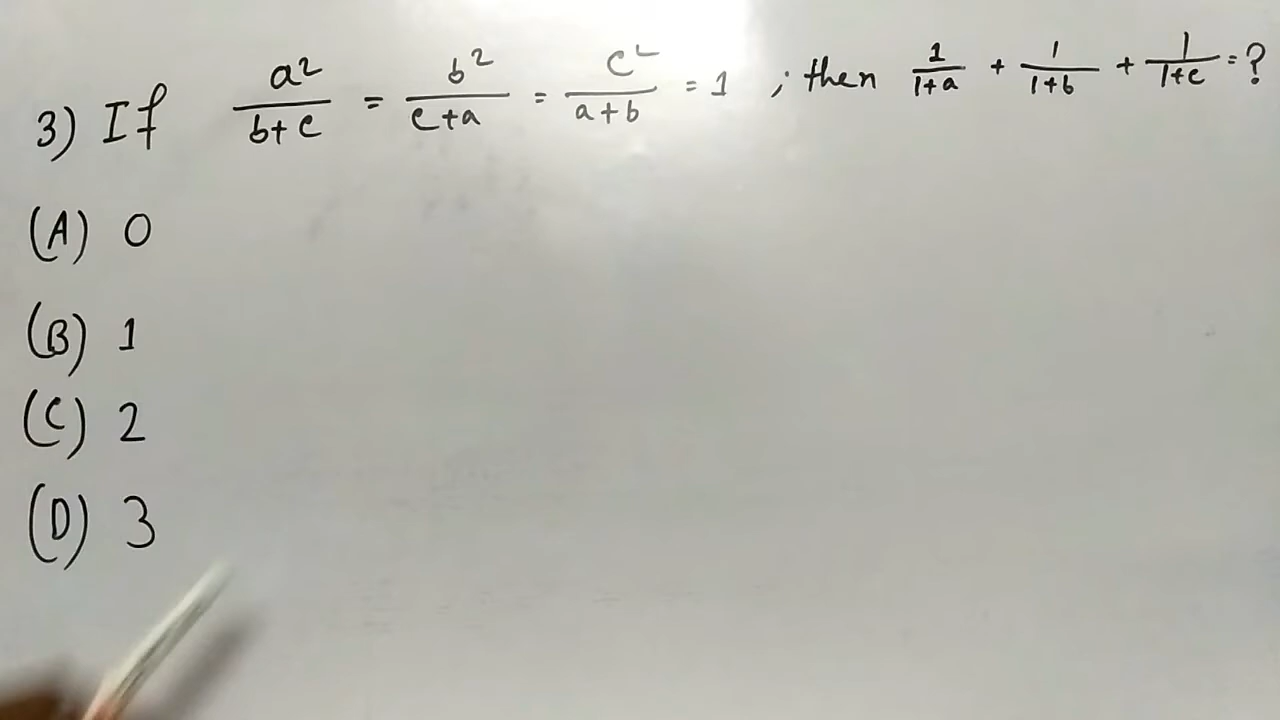 3) If a²/(b+c) = b²/(c+a) = c²/(a+b) = 1 ; then 1/(1+a) + 1/(1+b) + 1/(1+c) = ?
(A) 0
(B) 1
(C) 2
(D) 3